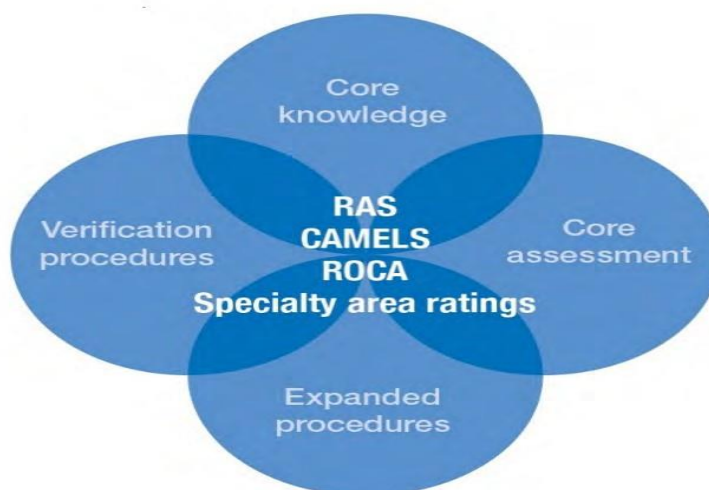 Core
knowledge
Verification
procedures
RAS
CAMELS
ROCA
Specialty area ratings
Core
assessment
Expanded
procedures